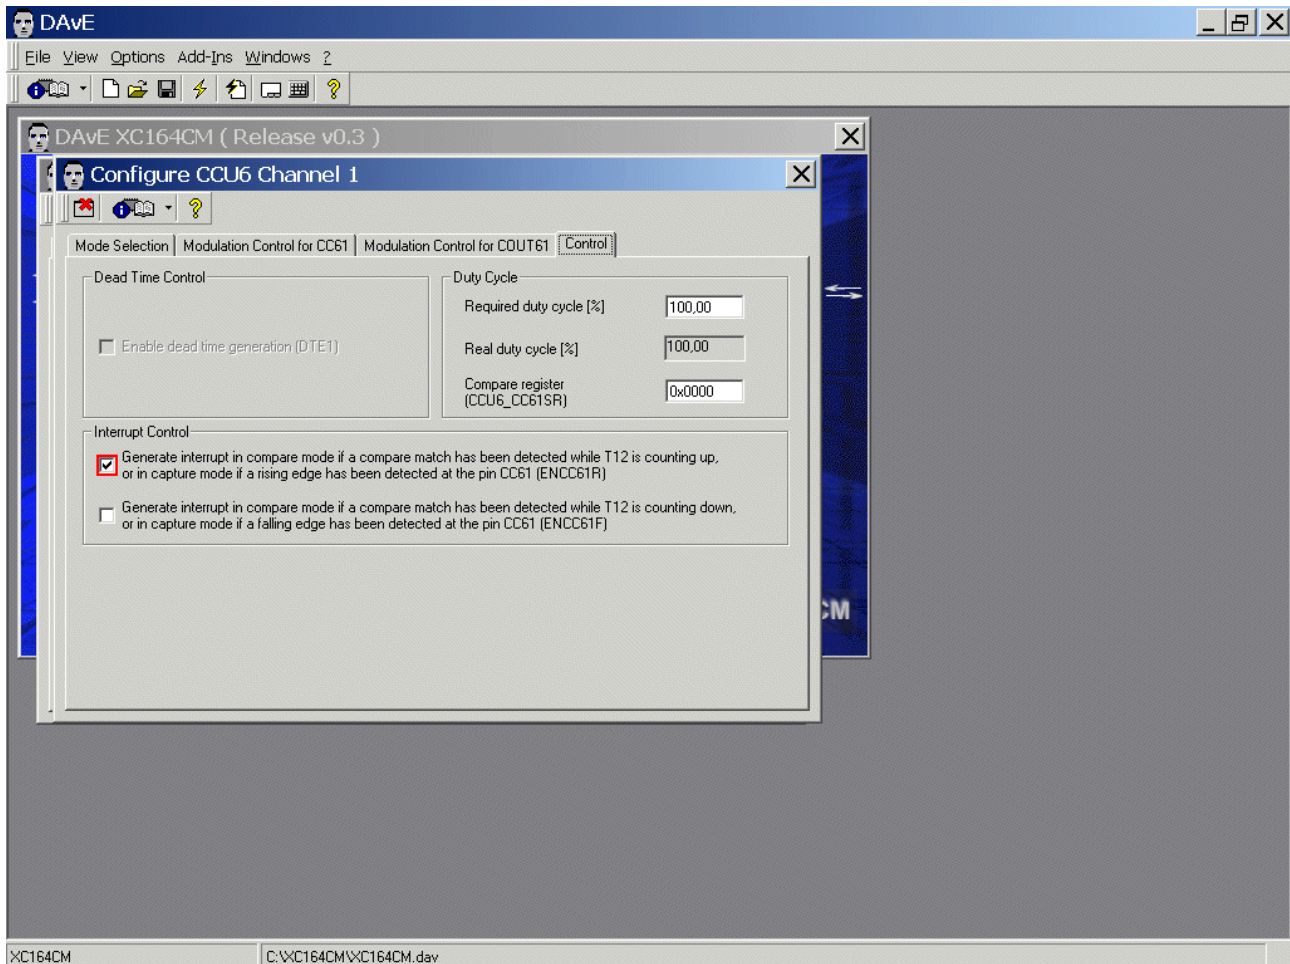 DAvE
File View Options Add-Ins Windows ?
DAvE XC164CM ( Release v0.3 )
Configure CCU6 Channel 1
Mode Selection Modulation Control for CC61 Modulation Control for COUT61 Control
Dead Time Control
Enable dead time generation (DTE1)
Duty Cycle
Required duty cycle [%] 100,00
Real duty cycle [%] 100,00
Compare register
(CCU6_CC61SR) 0x0000
Interrupt Control
Generate interrupt in compare mode if a compare match has been detected while T12 is counting up,
or in capture mode if a rising edge has been detected at the pin CC61 (ENCC61R)
Generate interrupt in compare mode if a compare match has been detected while T12 is counting down,
or in capture mode if a falling edge has been detected at the pin CC61 (ENCC61F)
CM
XC164CM C:\XC164CM\XC164CM.dav